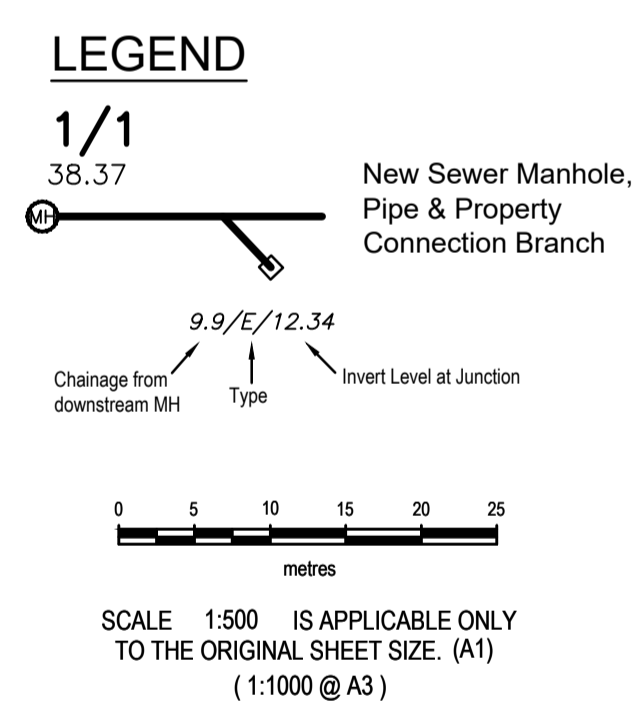 LEGEND
1/1
38.37
MH
New Sewer Manhole,
Pipe & Property
Connection Branch
9.9/E/12.34
Chainage from
downstream MH
Type
Invert Level at Junction
0 5 10 15 20 25
metres
SCALE 1:500 IS APPLICABLE ONLY
TO THE ORIGINAL SHEET SIZE. (A1)
( 1:1000 @ A3 )